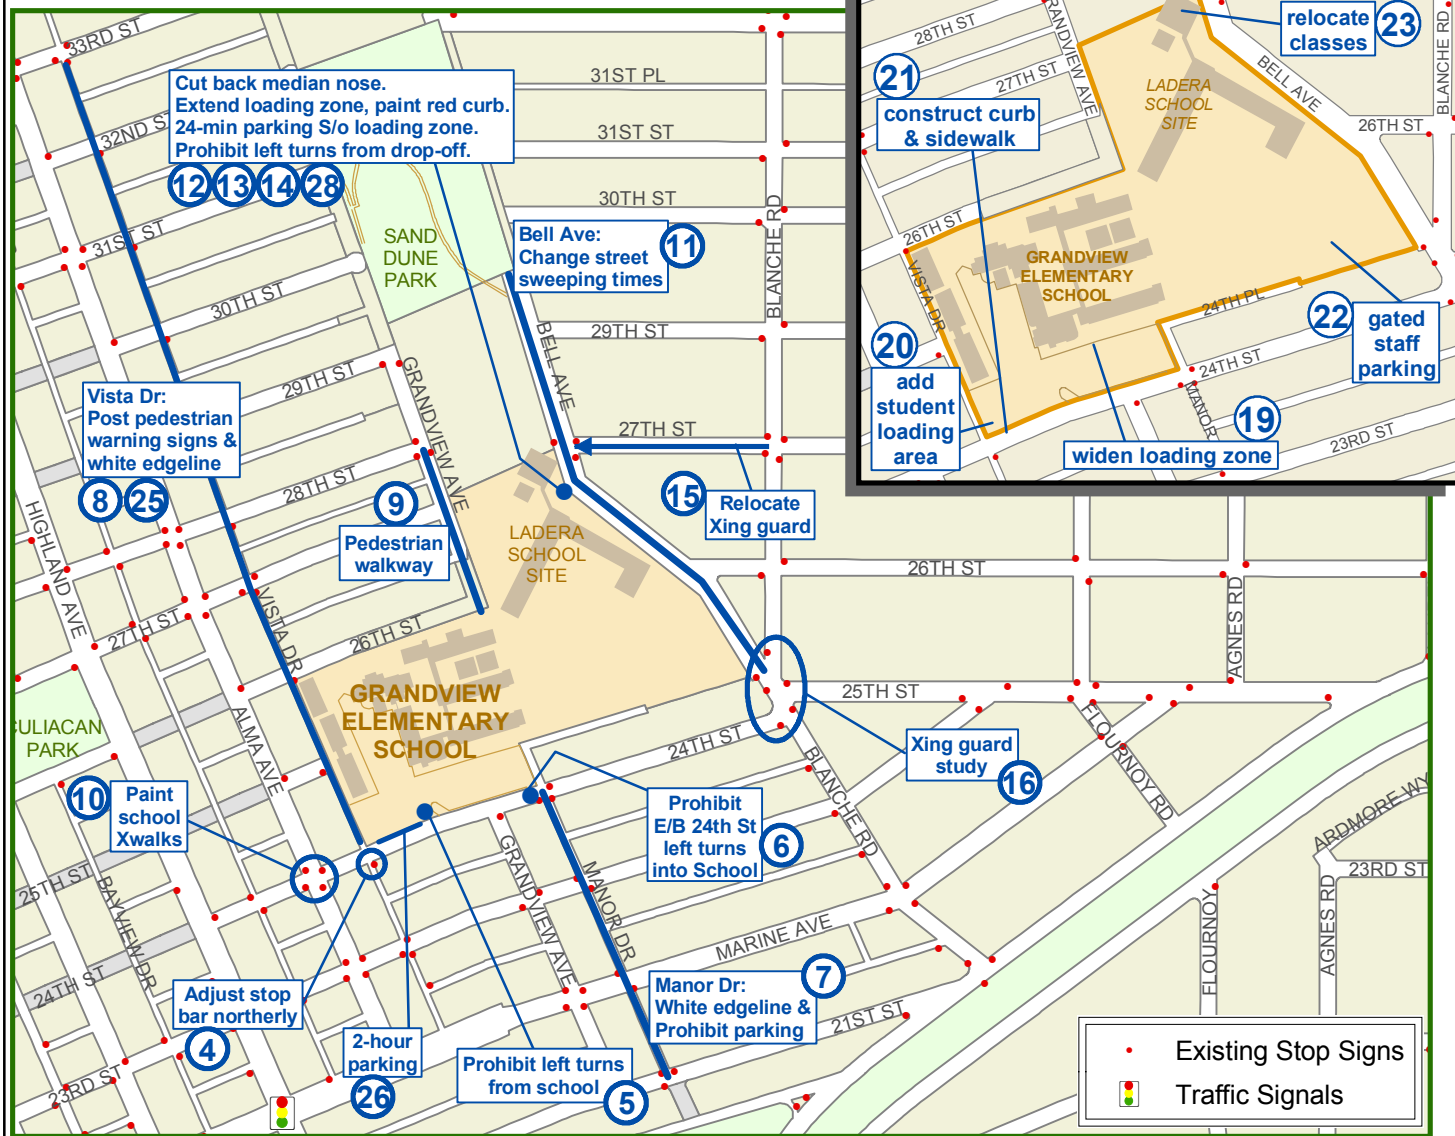 33RD ST
32ND ST
31ST ST
30TH ST
29TH ST
28TH ST
27TH ST
26TH ST
25TH ST
24TH ST
23RD ST
Cut back median nose.
Extend loading zone, paint red curb.
24-min parking S/o loading zone.
Prohibit left turns from drop-off.
12
13
14
28
SAND
DUNE
PARK
31ST PL
31ST ST
30TH ST
29TH ST
27TH ST
26TH ST
25TH ST
BLANCHE RD
Bell Ave:
Change street
sweeping times
11
BELL AVE
GRANDVIEW AVE
Vista Dr:
Post pedestrian
warning signs &
white edgeline
8
25
HIGHLAND AVE
VISTA DR
ALMA AVE
BAYVIEW DR
9
Pedestrian
walkway
LADERA
SCHOOL
SITE
15
Relocate
Xing guard
GRANDVIEW
ELEMENTARY
SCHOOL
CULIACAN
PARK
10
Paint
school
Xwalks
24TH ST
Xing guard
study
16
Prohibit
E/B 24th St
left turns
into School
6
BLANCHE RD
AGNES RD
FLOURNOY RD
ARDMORE WY
23RD ST
FLOURNOY
AGNES RD
GRANDVIEW AVE
MANOR DR
MARINE AVE
21ST ST
Manor Dr:
White edgeline &
Prohibit parking
7
Adjust stop
bar northerly
4
2-hour
parking
26
Prohibit left turns
from school
5
Existing Stop Signs
Traffic Signals
28TH ST
27TH ST
26TH ST
GRANDVIEW AVE
relocate
classes
23
BLANCHE RD
BELL AVE
26TH ST
LADERA
SCHOOL
SITE
21
construct curb
& sidewalk
GRANDVIEW
ELEMENTARY
SCHOOL
VISTA DR
24TH PL
24TH ST
MANOR
23RD ST
22
gated
staff
parking
20
add
student
loading
area
19
widen loading zone